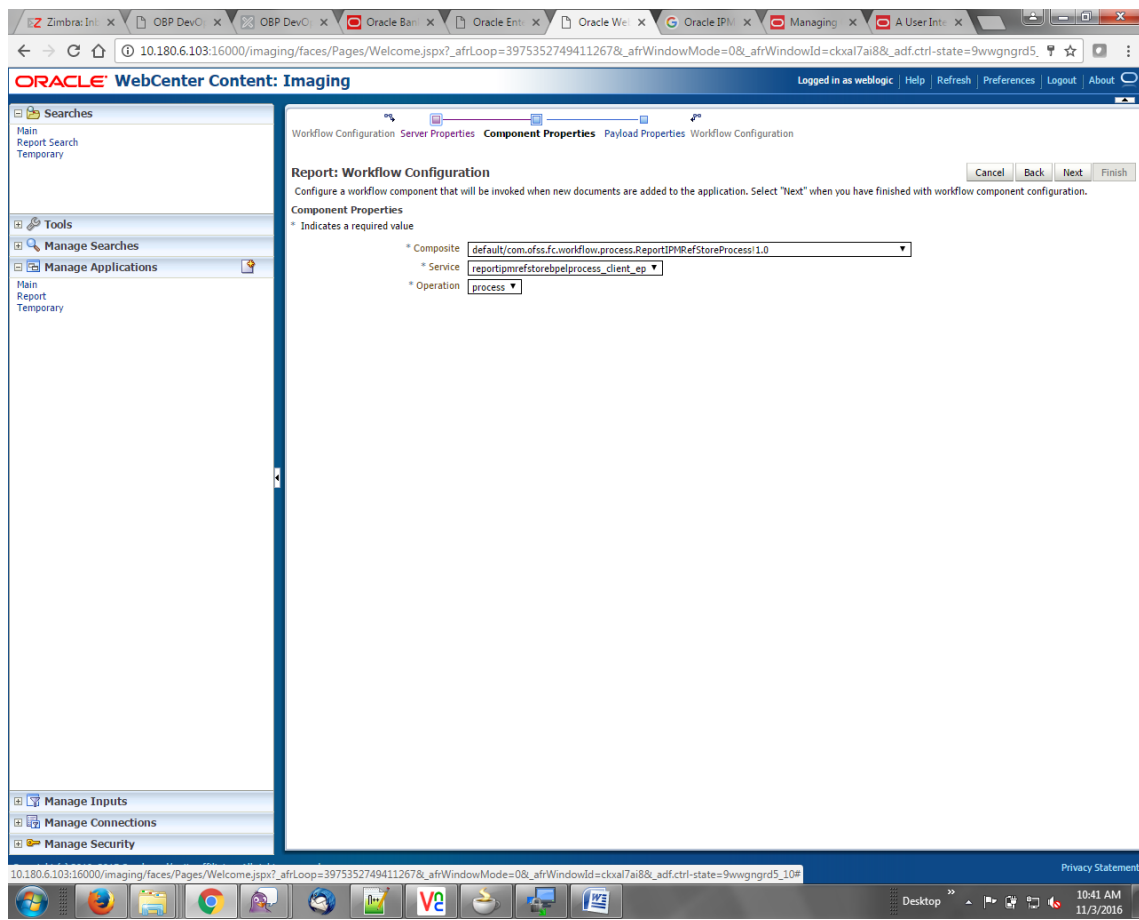 Zimbra: Inb
OBP DevO
OBP DevO
Oracle Ban
Oracle Ente
Oracle We
Oracle IPM
Managing
A User Inte
10.180.6.103:16000/imaging/faces/Pages/Welcome.jspx?_afrLoop=3975352749411267&_afrWindowMode=0&_afrWindowId=ckxal7ai8&_adf.ctrl-state=9wwgngrd5_
ORACLE WebCenter Content: Imaging
Logged in as weblogic Help Refresh Preferences Logout About
Searches
Main
Report Search
Temporary
Tools
Manage Searches
Manage Applications
Main
Report
Temporary
Manage Inputs
Manage Connections
Manage Security
Workflow Configuration Server Properties Component Properties Payload Properties Workflow Configuration
Report: Workflow Configuration
Cancel Back Next Finish
Configure a workflow component that will be invoked when new documents are added to the application. Select "Next" when you have finished with workflow component configuration.
Component Properties
* Indicates a required value
* Composite default/com.ofss.fc.workflow.process.ReportIPMRefStoreProcess!1.0
* Service reportipmrefstorebpelprocess_client_ep
* Operation process
Privacy Statement
10.180.6.103:16000/imaging/faces/Pages/Welcome.jspx?_afrLoop=3975352749411267&_afrWindowMode=0&_afrWindowId=ckxal7ai8&_adf.ctrl-state=9wwgngrd5_10#
Desktop
10:41 AM
11/3/2016